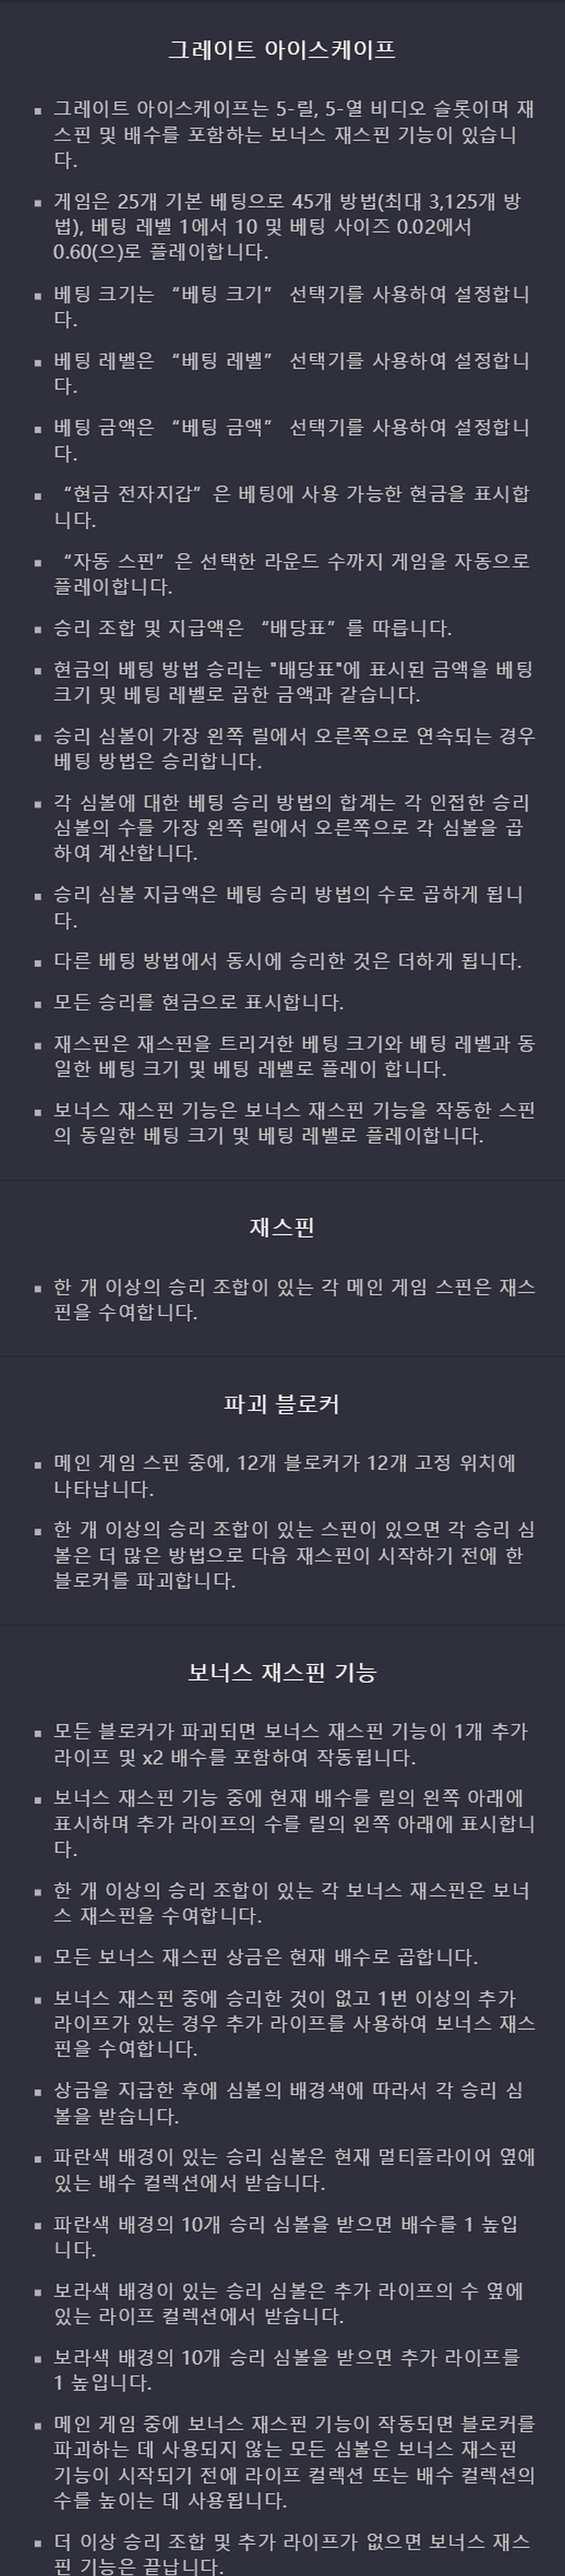 그레이트 아이스케이프
▪ 그레이트 아이스케이프는 5-릴, 5-열 비디오 슬롯이며 재
스핀 및 배수를 포함하는 보너스 재스핀 기능이 있습니
다.
▪ 게임은 25개 기본 베팅으로 45개 방법(최대 3,125개 방
법), 베팅 레벨 1에서 10 및 베팅 사이즈 0.02에서
0.60(으)로 플레이합니다.
▪ 베팅 크기는 “베팅 크기” 선택기를 사용하여 설정합니
다.
▪ 베팅 레벨은 “베팅 레벨” 선택기를 사용하여 설정합니
다.
▪ 베팅 금액은 “베팅 금액” 선택기를 사용하여 설정합니
다.
▪ “현금 전자지갑” 은 베팅에 사용 가능한 현금을 표시합
니다.
▪ “자동 스핀” 은 선택한 라운드 수까지 게임을 자동으로
플레이합니다.
▪ 승리 조합 및 지급액은 “배당표” 를 따릅니다.
▪ 현금의 베팅 방법 승리는 "배당표"에 표시된 금액을 베팅
크기 및 베팅 레벨로 곱한 금액과 같습니다.
▪ 승리 심볼이 가장 왼쪽 릴에서 오른쪽으로 연속되는 경우
베팅 방법은 승리합니다.
▪ 각 심볼에 대한 베팅 승리 방법의 합계는 각 인접한 승리
심볼의 수를 가장 왼쪽 릴에서 오른쪽으로 각 심볼을 곱
하여 계산합니다.
▪ 승리 심볼 지급액은 베팅 승리 방법의 수로 곱하게 됩니
다.
▪ 다른 베팅 방법에서 동시에 승리한 것은 더하게 됩니다.
▪ 모든 승리를 현금으로 표시합니다.
▪ 재스핀은 재스핀을 트리거한 베팅 크기와 베팅 레벨과 동
일한 베팅 크기 및 베팅 레벨로 플레이 합니다.
▪ 보너스 재스핀 기능은 보너스 재스핀 기능을 작동한 스핀
의 동일한 베팅 크기 및 베팅 레벨로 플레이합니다.
재스핀
▪ 한 개 이상의 승리 조합이 있는 각 메인 게임 스핀은 재스
핀을 수여합니다.
파괴 블로커
▪ 메인 게임 스핀 중에, 12개 블로커가 12개 고정 위치에
나타납니다.
▪ 한 개 이상의 승리 조합이 있는 스핀이 있으면 각 승리 심
볼은 더 많은 방법으로 다음 재스핀이 시작하기 전에 한
블로커를 파괴합니다.
보너스 재스핀 기능
▪ 모든 블로커가 파괴되면 보너스 재스핀 기능이 1개 추가
라이프 및 x2 배수를 포함하여 작동됩니다.
▪ 보너스 재스핀 기능 중에 현재 배수를 릴의 왼쪽 아래에
표시하며 추가 라이프의 수를 릴의 왼쪽 아래에 표시합니
다.
▪ 한 개 이상의 승리 조합이 있는 각 보너스 재스핀은 보너
스 재스핀을 수여합니다.
▪ 모든 보너스 재스핀 상금은 현재 배수로 곱합니다.
▪ 보너스 재스핀 중에 승리한 것이 없고 1번 이상의 추가
라이프가 있는 경우 추가 라이프를 사용하여 보너스 재스
핀을 수여합니다.
▪ 상금을 지급한 후에 심볼의 배경색에 따라서 각 승리 심
볼을 받습니다.
▪ 파란색 배경이 있는 승리 심볼은 현재 멀티플라이어 옆에
있는 배수 컬렉션에서 받습니다.
▪ 파란색 배경의 10개 승리 심볼을 받으면 배수를 1 높입
니다.
▪ 보라색 배경이 있는 승리 심볼은 추가 라이프의 수 옆에
있는 라이프 컬렉션에서 받습니다.
▪ 보라색 배경의 10개 승리 심볼을 받으면 추가 라이프를
1 높입니다.
▪ 메인 게임 중에 보너스 재스핀 기능이 작동되면 블로커를
파괴하는 데 사용되지 않는 모든 심볼은 보너스 재스핀
기능이 시작되기 전에 라이프 컬렉션 또는 배수 컬렉션의
수를 높이는 데 사용됩니다.
▪ 더 이상 승리 조합 및 추가 라이프가 없으면 보너스 재스
핀 기능은 끝납니다.